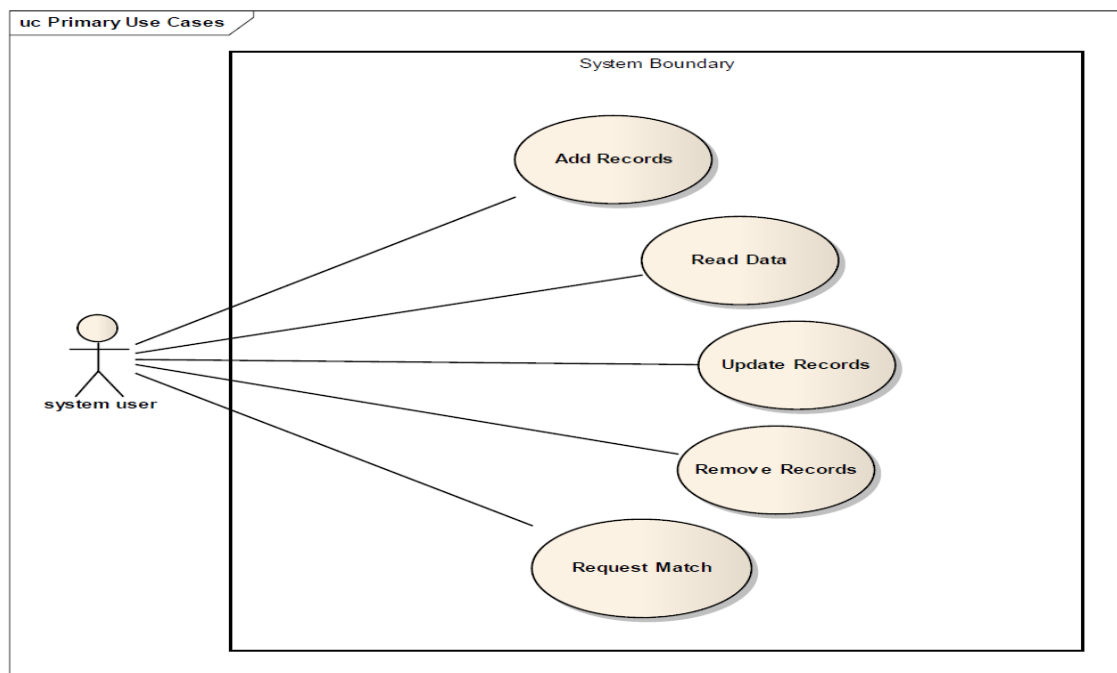 uc Primary Use Cases
System Boundary
Add Records
Read Data
Update Records
system user
Remove Records
Request Match